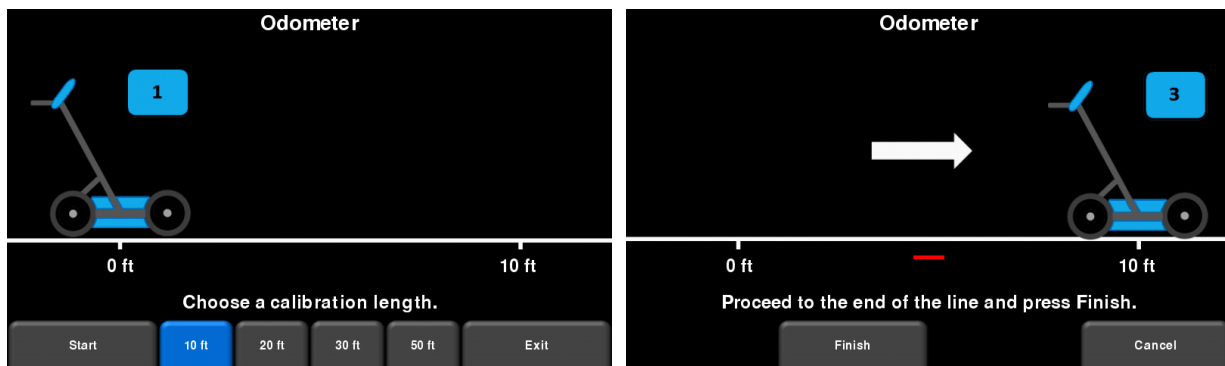 Odometer
1
0 ft 10 ft
Choose a calibration length.
Start 10 ft 20 ft 30 ft 50 ft Exit
Odometer
3
0 ft 10 ft
Proceed to the end of the line and press Finish.
Finish Cancel